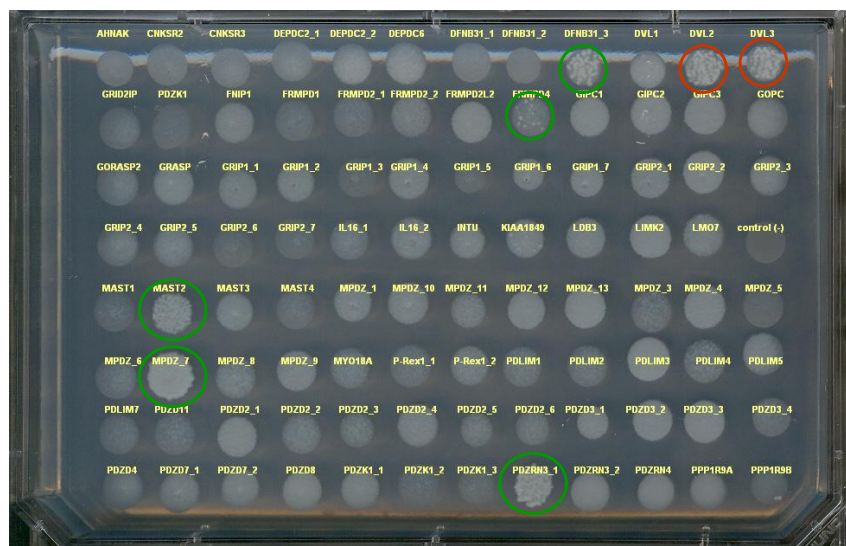 AHNAK CNKSR2 CNKSR3 DEPDC2_1 DEPDC2_2 DEPDC6 DFNB31_1 DFNB31_2 DFNB31_3 DVL1 DVL2 DVL3
GRID2IP PDZK1 FNIP1 FRMPD1 FRMPD2_1 FRMPD2_2 FRMPD2L2 FRMPD4 GIPC1 GIPC2 GIPC3 GOPC
GORASP2 GRASP GRIP1_1 GRIP1_2 GRIP1_3 GRIP1_4 GRIP1_5 GRIP1_6 GRIP1_7 GRIP2_1 GRIP2_2 GRIP2_3
GRIP2_4 GRIP2_5 GRIP2_6 GRIP2_7 IL16_1 IL16_2 INTU KIAA1849 LDB3 LIMK2 LMO7 control (-)
MAST1 MAST2 MAST3 MAST4 MPDZ_1 MPDZ_10 MPDZ_11 MPDZ_12 MPDZ_13 MPDZ_3 MPDZ_4 MPDZ_5
MPDZ_6 MPDZ_7 MPDZ_8 MPDZ_9 MYO18A P-Rex1_1 P-Rex1_2 PDLIM1 PDLIM2 PDLIM3 PDLIM4 PDLIM5
PDLIM7 PDZD11 PDZD2_1 PDZD2_2 PDZD2_3 PDZD2_4 PDZD2_5 PDZD2_6 PDZD3_1 PDZD3_2 PDZD3_3 PDZD3_4
PDZD4 PDZD7_1 PDZD7_2 PDZD8 PDZK1_1 PDZK1_2 PDZK1_3 PDZRN3_1 PDZRN3_2 PDZRN4 PPP1R9A PPP1R9B